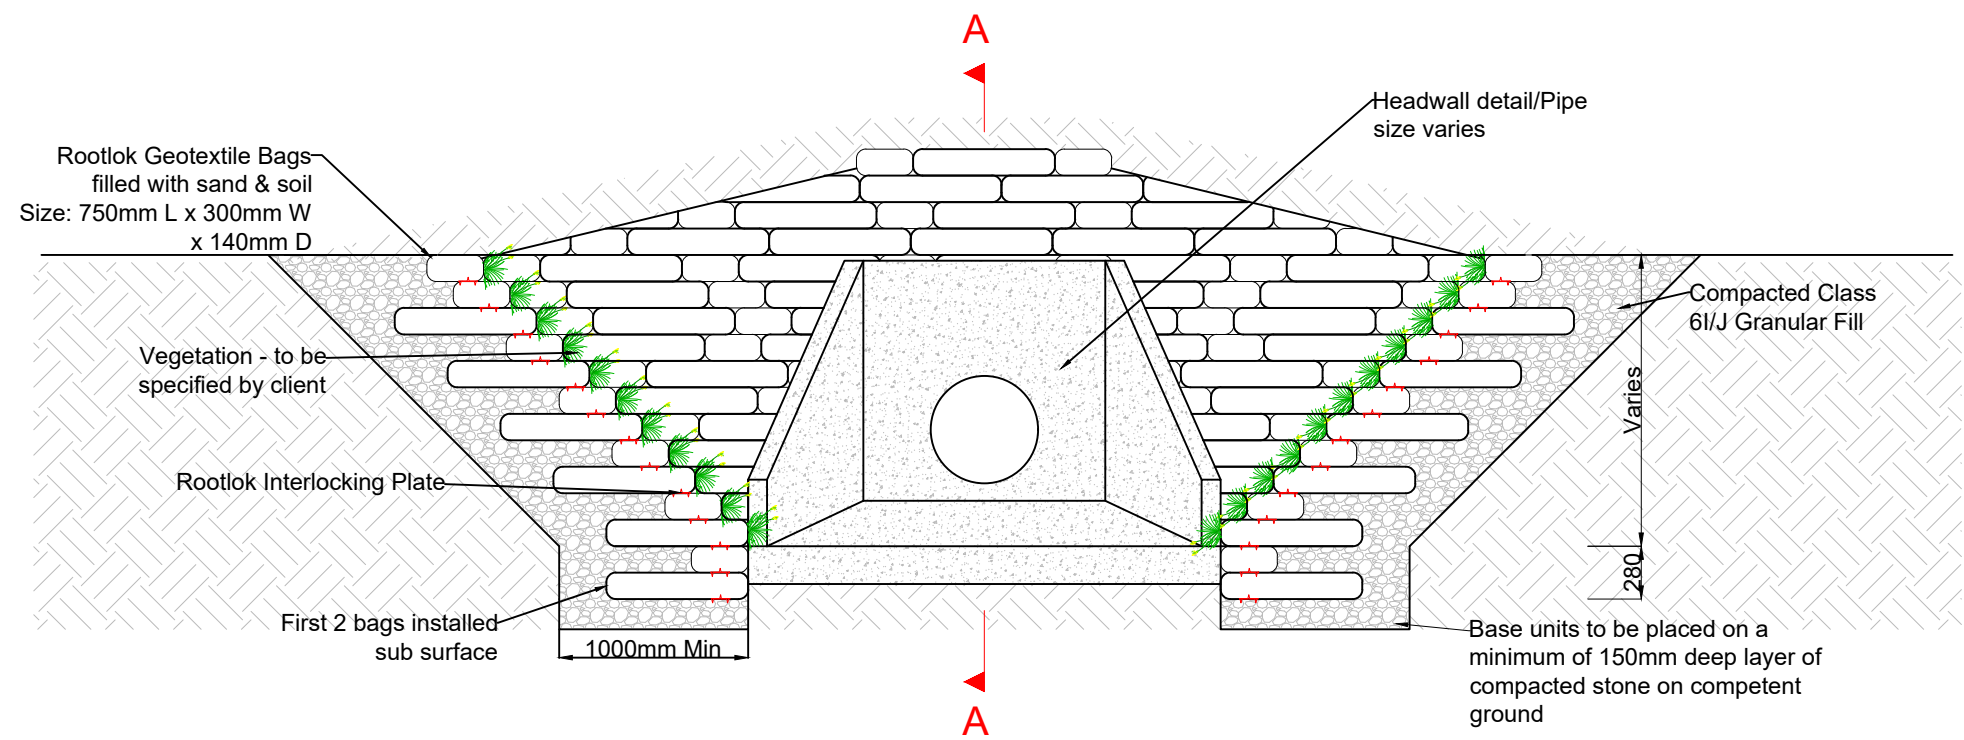 A
Headwall detail/Pipe
size varies
Rootlok Geotextile Bags
filled with sand & soil
Size: 750mm L x 300mm W
x 140mm D
Compacted Class
6I/J Granular Fill
Vegetation - to be
specified by client
Varies
Rootlok Interlocking Plate
280
First 2 bags installed
sub surface
1000mm Min
Base units to be placed on a
minimum of 150mm deep layer of
compacted stone on competent
ground
A